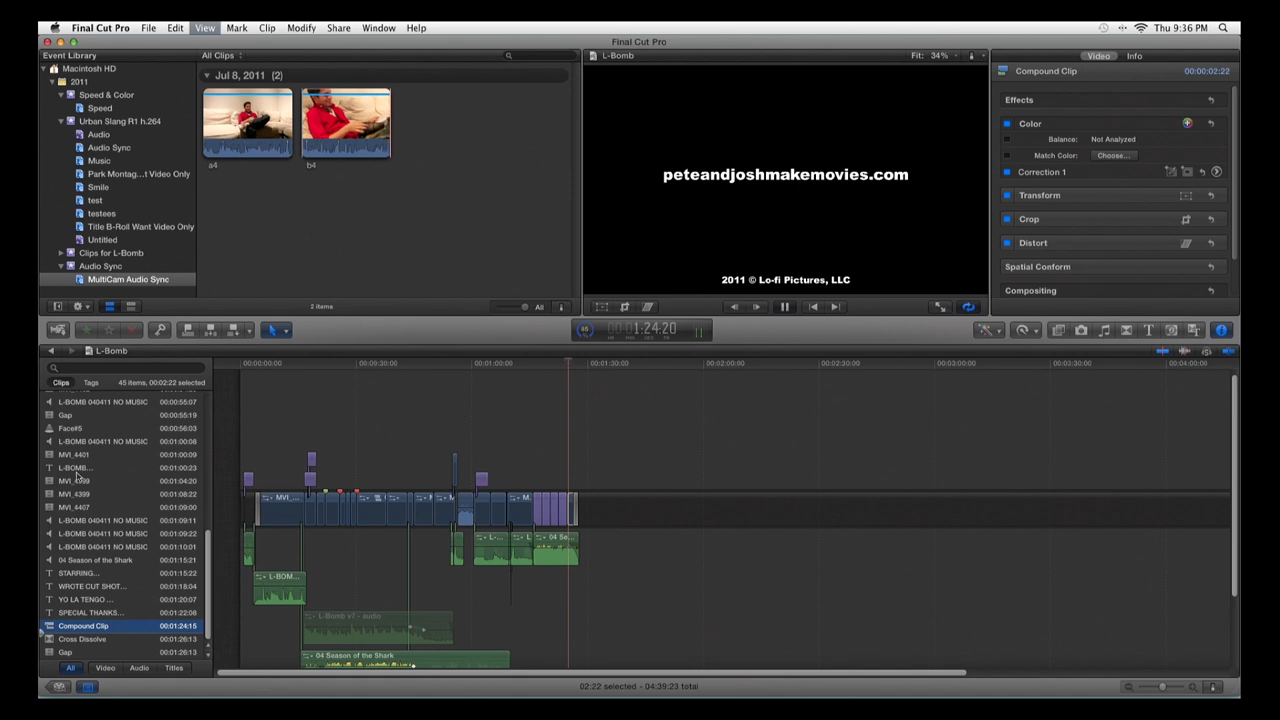 Final Cut Pro File Edit View Mark Clip Modify Share Window Help Thu 9:36 PM
Final Cut Pro
Event Library All Clips L-Bomb Fit: 34% Video Info
Macintosh HD
2011
Speed & Color
Speed
Urban Slang R1 h.264
Audio
Audio Sync
Music
Park Montag...t Video Only
Smile
test
testees
Title B-Roll Want Video Only
Untitled
Clips for L-Bomb
Audio Sync
MultiCam Audio Sync
Jul 8, 2011 (2)
a4 b4
2 items All
peteandjoshmakemovies.com
2011 © Lo-fi Pictures, LLC
Compound Clip 00:00:02:22
Effects
Color
Balance: Not Analyzed
Match Color: Choose...
Correction 1
Transform
Crop
Distort
Spatial Conform
Compositing
1:24:20
L-Bomb
Clips Tags 45 items, 00:02:22 selected
L-BOMB 040411 NO MUSIC 00:00:55:07
Gap 00:00:55:19
Face#5 00:00:56:03
L-BOMB 040411 NO MUSIC 00:01:00:08
MVI_4401 00:01:00:09
L-BOMB... 00:01:00:23
00:01:04:20
MVI_4399 00:01:08:22
MVI_4407 00:01:09:00
L-BOMB 040411 NO MUSIC 00:01:09:11
L-BOMB 040411 NO MUSIC 00:01:09:22
L-BOMB 040411 NO MUSIC 00:01:10:01
04 Season of the Shark 00:01:15:21
STARRING... 00:01:15:22
WROTE CUT SHOT... 00:01:18:04
YO LA TENGO ... 00:01:20:07
SPECIAL THANKS... 00:01:22:08
Compound Clip 00:01:24:15
Cross Dissolve 00:01:26:13
Gap 00:01:26:13
All Video Audio Titles
00:00:00:00 00:00:30:00 00:01:00:00 00:01:30:00 00:02:00:00 00:02:30:00 00:03:00:00 00:03:30:00 00:04:00:00
MVI_... M.
L-... L 04 Se...
L-BOM...
L-Bomb v7 - audio
04 Season of the Shark
02:22 selected - 04:39:23 total